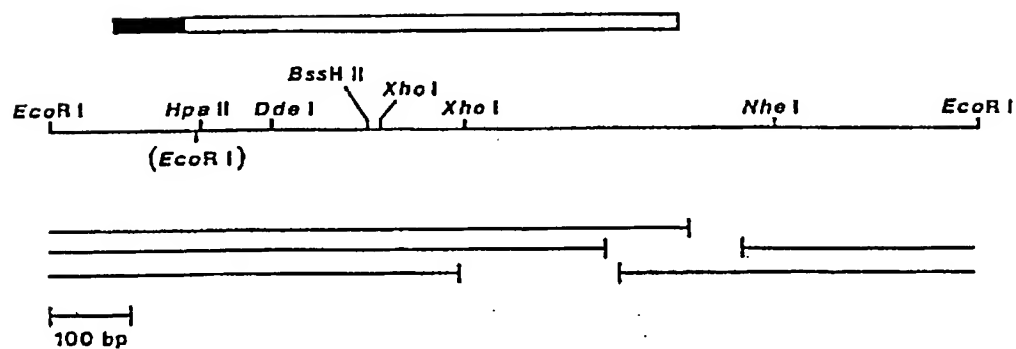 BssH II
Xho I
EcoR I
Hpa II
Dde I
Xho I
Nhe I
EcoR I
(EcoR I)
100 bp